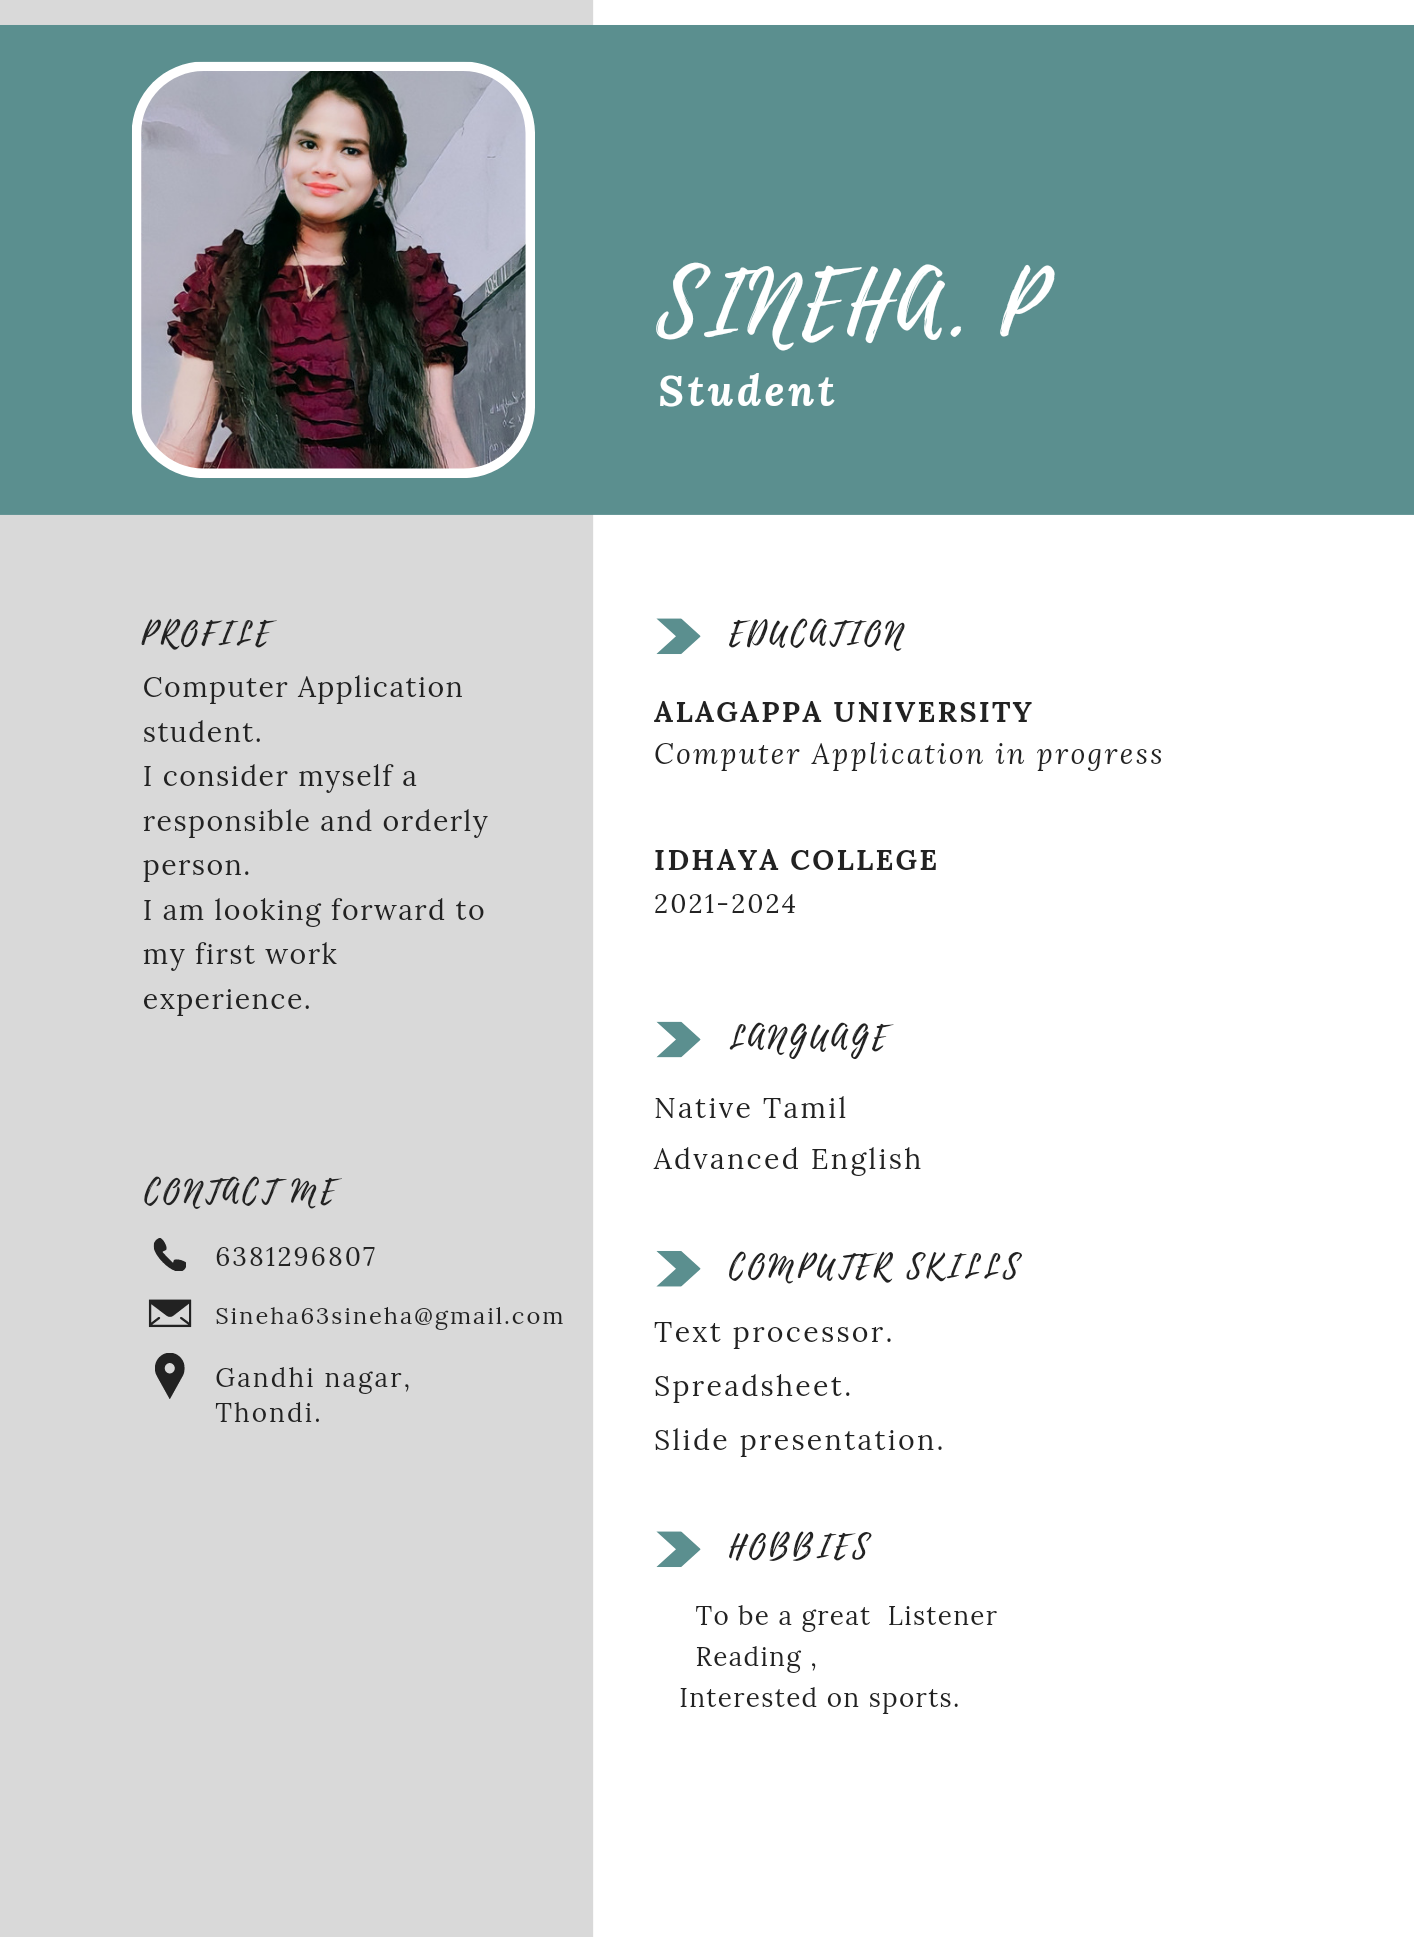 SINEHA. P
Student
PROFILE
Computer Application
student.
I consider myself a
responsible and orderly
person.
I am looking forward to
my first work
experience.
CONTACT ME
6381296807
Sineha63sineha@gmail.com
Gandhi nagar,
Thondi.
EDUCATION
ALAGAPPA UNIVERSITY
Computer Application in progress
IDHAYA COLLEGE
2021-2024
LANGUAGE
Native Tamil
Advanced English
COMPUTER SKILLS
Text processor.
Spreadsheet.
Slide presentation.
HOBBIES
To be a great  Listener
Reading ,
Interested on sports.